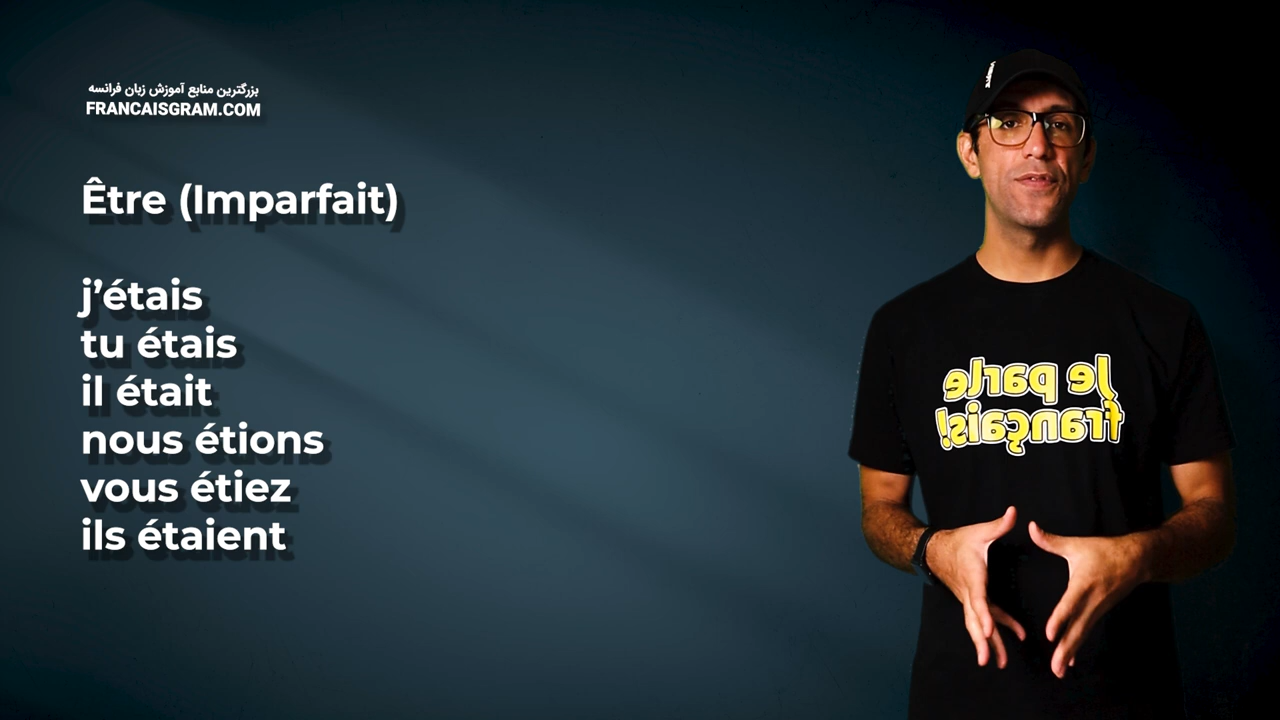 بزرگترین منابع آموزش زبان فرانسه
FRANCAISGRAM.COM
Être (Imparfait)
j’étais
tu étais
il était
nous étions
vous étiez
ils étaient
Je parle
français!